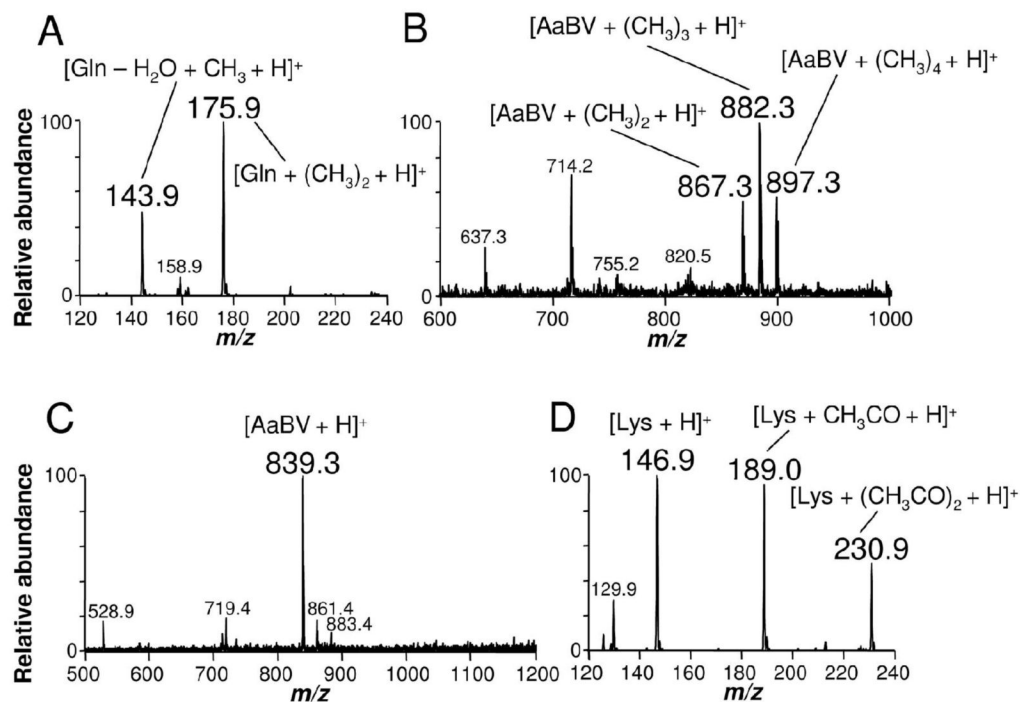 A
[Gln – H₂O + CH₃ + H]⁺
175.9
[Gln + (CH₃)₂ + H]⁺
143.9
158.9
100
0
Relative abundance
120 140 160 180 200 220 240
m/z
B
[AaBV + (CH₃)₃ + H]⁺
[AaBV + (CH₃)₄ + H]⁺
882.3
[AaBV + (CH₃)₂ + H]⁺
714.2
867.3
897.3
637.3
755.2
820.5
100
0
600 700 800 900 1000
m/z
C
[AaBV + H]⁺
839.3
528.9
719.4
861.4
883.4
100
0
Relative abundance
500 600 700 800 900 1000 1100 1200
m/z
D
[Lys + CH₃CO + H]⁺
[Lys + H]⁺
146.9
189.0
[Lys + (CH₃CO)₂ + H]⁺
230.9
129.9
100
0
120 140 160 180 200 220 240
m/z